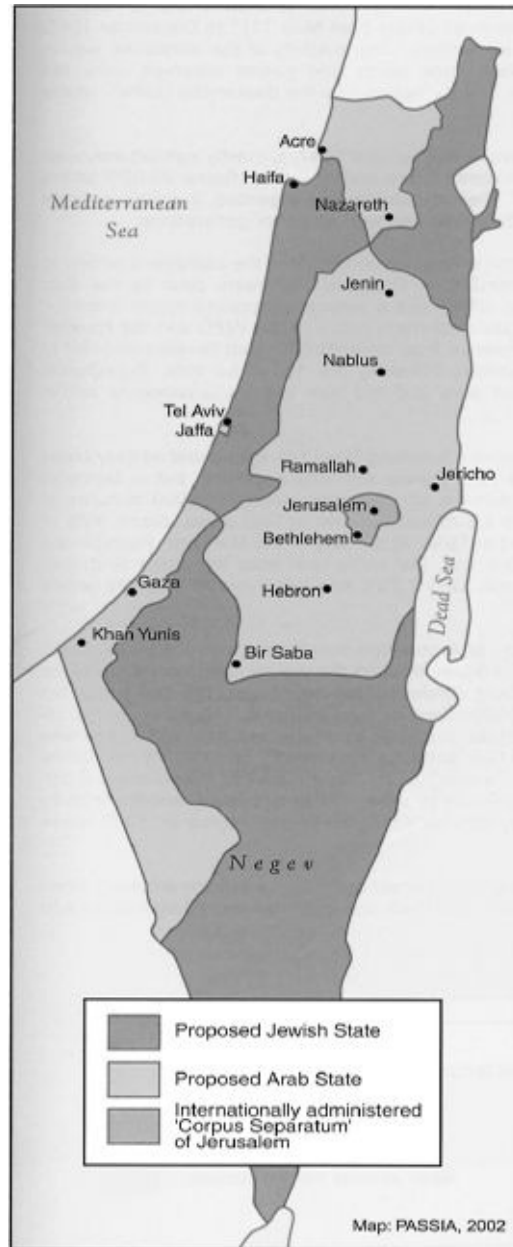 Acre
Haifa
Mediterranean
Sea
Nazareth
Jenin
Nablus
Tel Aviv
Jaffa
Ramallah
Jericho
Jerusalem
Bethlehem
Gaza
Hebron
Dead Sea
Khan Yunis
Bir Saba
Negev
Proposed Jewish State
Proposed Arab State
Internationally administered
'Corpus Separatum'
of Jerusalem
Map: PASSIA, 2002